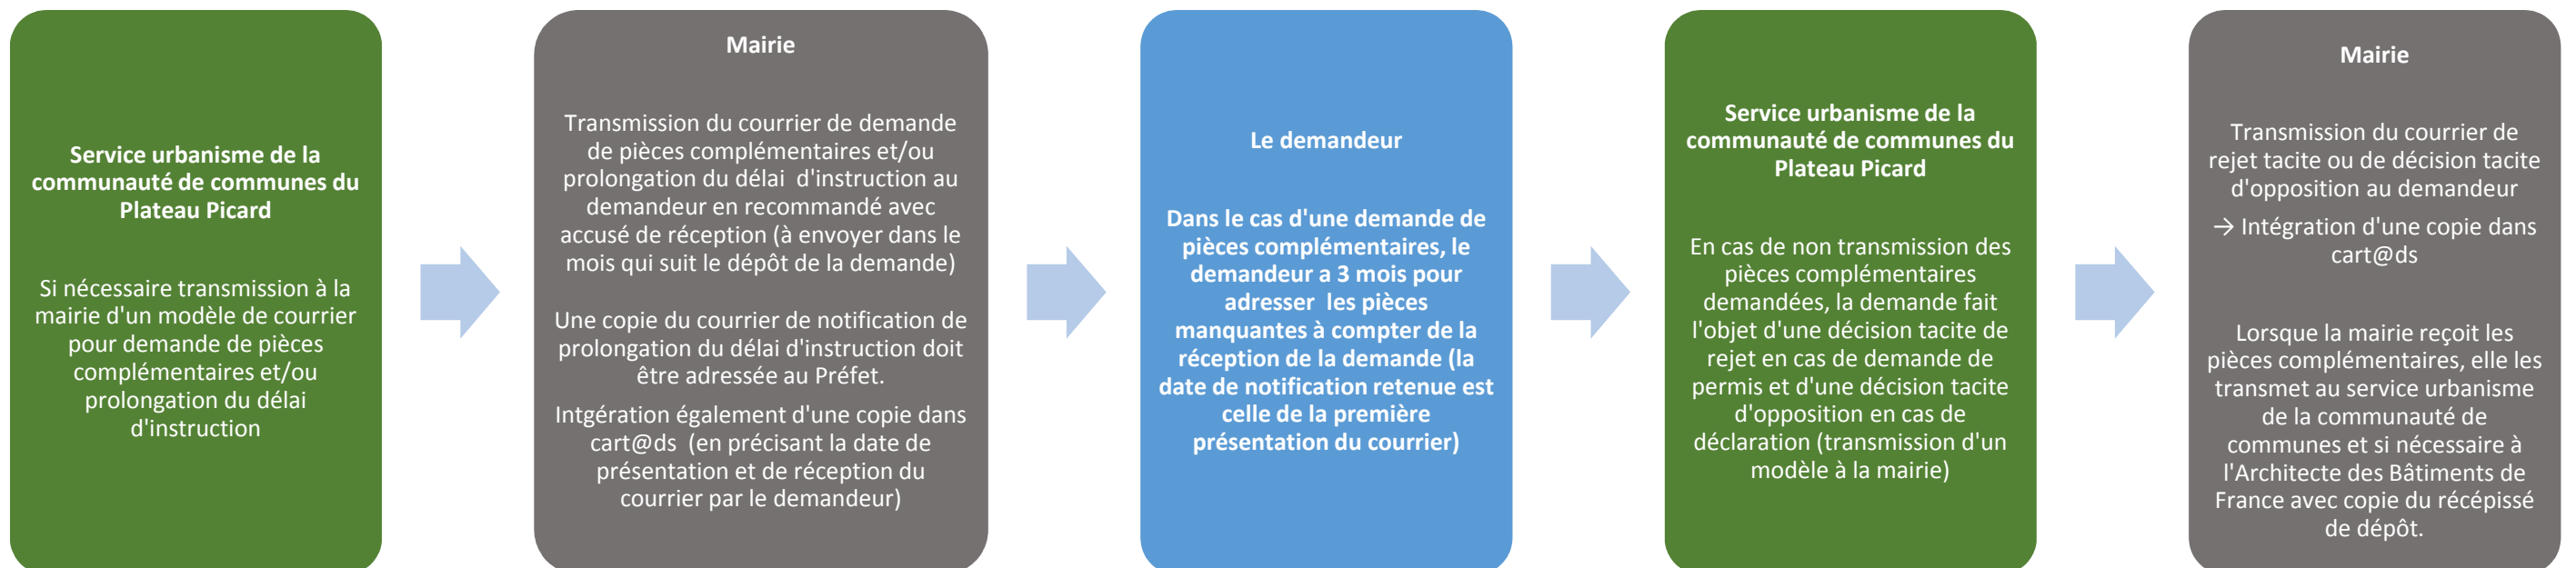 Service urbanisme de la
communauté de communes du
Plateau Picard
Si nécessaire transmission à la
mairie d'un modèle de courrier
pour demande de pièces
complémentaires et/ou
prolongation du délai
d'instruction
Mairie
Transmission du courrier de demande
de pièces complémentaires et/ou
prolongation du délai  d'instruction au
demandeur en recommandé avec
accusé de réception (à envoyer dans le
mois qui suit le dépôt de la demande)
Une copie du courrier de notification de
prolongation du délai d'instruction doit
être adressée au Préfet.
Intgération également d'une copie dans
cart@ds  (en précisant la date de
présentation et de réception du
courrier par le demandeur)
Le demandeur
Dans le cas d'une demande de
pièces complémentaires, le
demandeur a 3 mois pour
adresser  les pièces
manquantes à compter de la
réception de la demande (la
date de notification retenue est
celle de la première
présentation du courrier)
Service urbanisme de la
communauté de communes du
Plateau Picard
En cas de non transmission des
pièces complémentaires
demandées, la demande fait
l'objet d'une décision tacite de
rejet en cas de demande de
permis et d'une décision tacite
d'opposition en cas de
déclaration (transmission d'un
modèle à la mairie)
Mairie
Transmission du courrier de
rejet tacite ou de décision tacite
d'opposition au demandeur
→ Intégration d'une copie dans
cart@ds
Lorsque la mairie reçoit les
pièces complémentaires, elle les
transmet au service urbanisme
de la communauté de
communes et si nécessaire à
l'Architecte des Bâtiments de
France avec copie du récépissé
de dépôt.